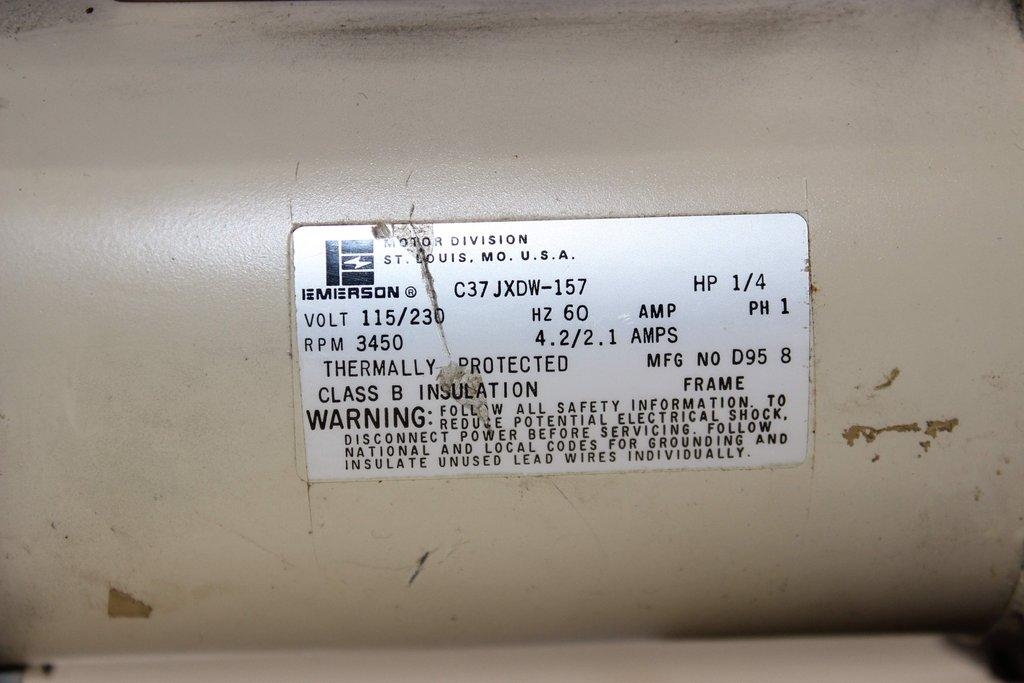 MOTOR DIVISION
ST. LOUIS, MO. U.S.A.
EMERSON ® C37JXDW-157 HP 1/4
VOLT 115/230 HZ 60 AMP PH 1
RPM 3450 4.2/2.1 AMPS
THERMALLY PROTECTED MFG NO D95 8
CLASS B INSULATION FRAME
WARNING: FOLLOW ALL SAFETY INFORMATION. TO
REDUCE POTENTIAL ELECTRICAL SHOCK,
DISCONNECT POWER BEFORE SERVICING. FOLLOW
NATIONAL AND LOCAL CODES FOR GROUNDING AND
INSULATE UNUSED LEAD WIRES INDIVIDUALLY.